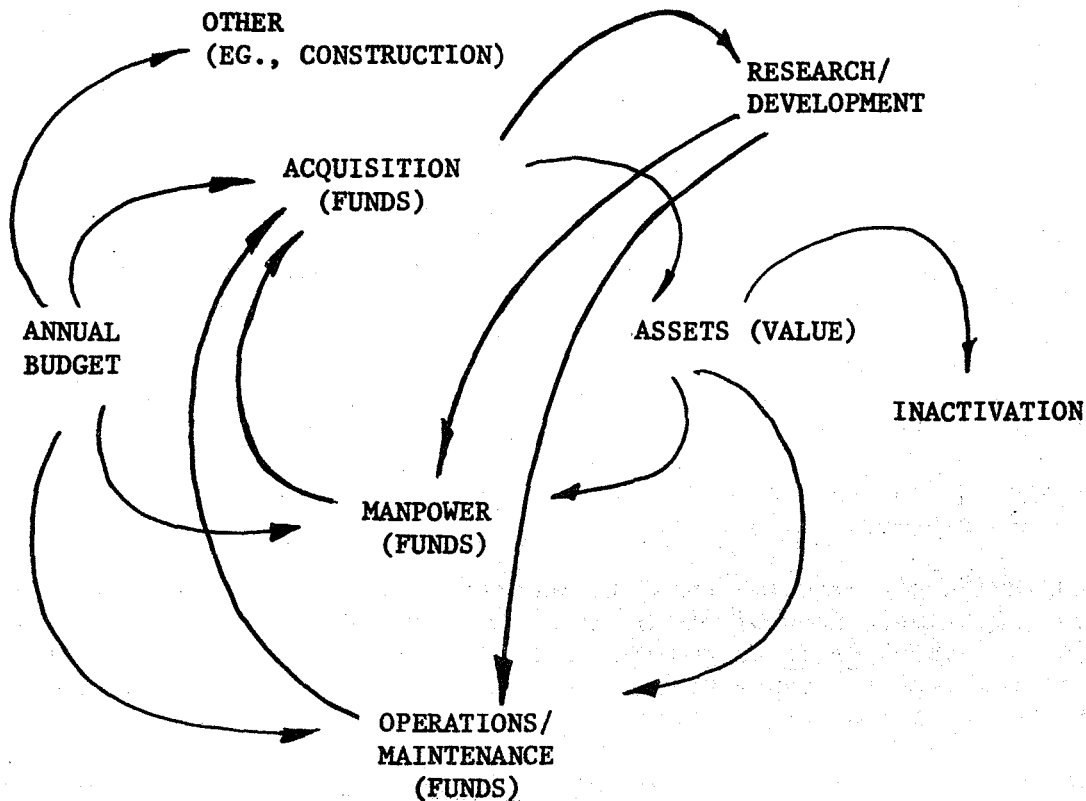 OTHER
(EG., CONSTRUCTION)
RESEARCH/
DEVELOPMENT
ACQUISITION
(FUNDS)
ANNUAL
BUDGET
ASSETS (VALUE)
INACTIVATION
MANPOWER
(FUNDS)
OPERATIONS/
MAINTENANCE
(FUNDS)